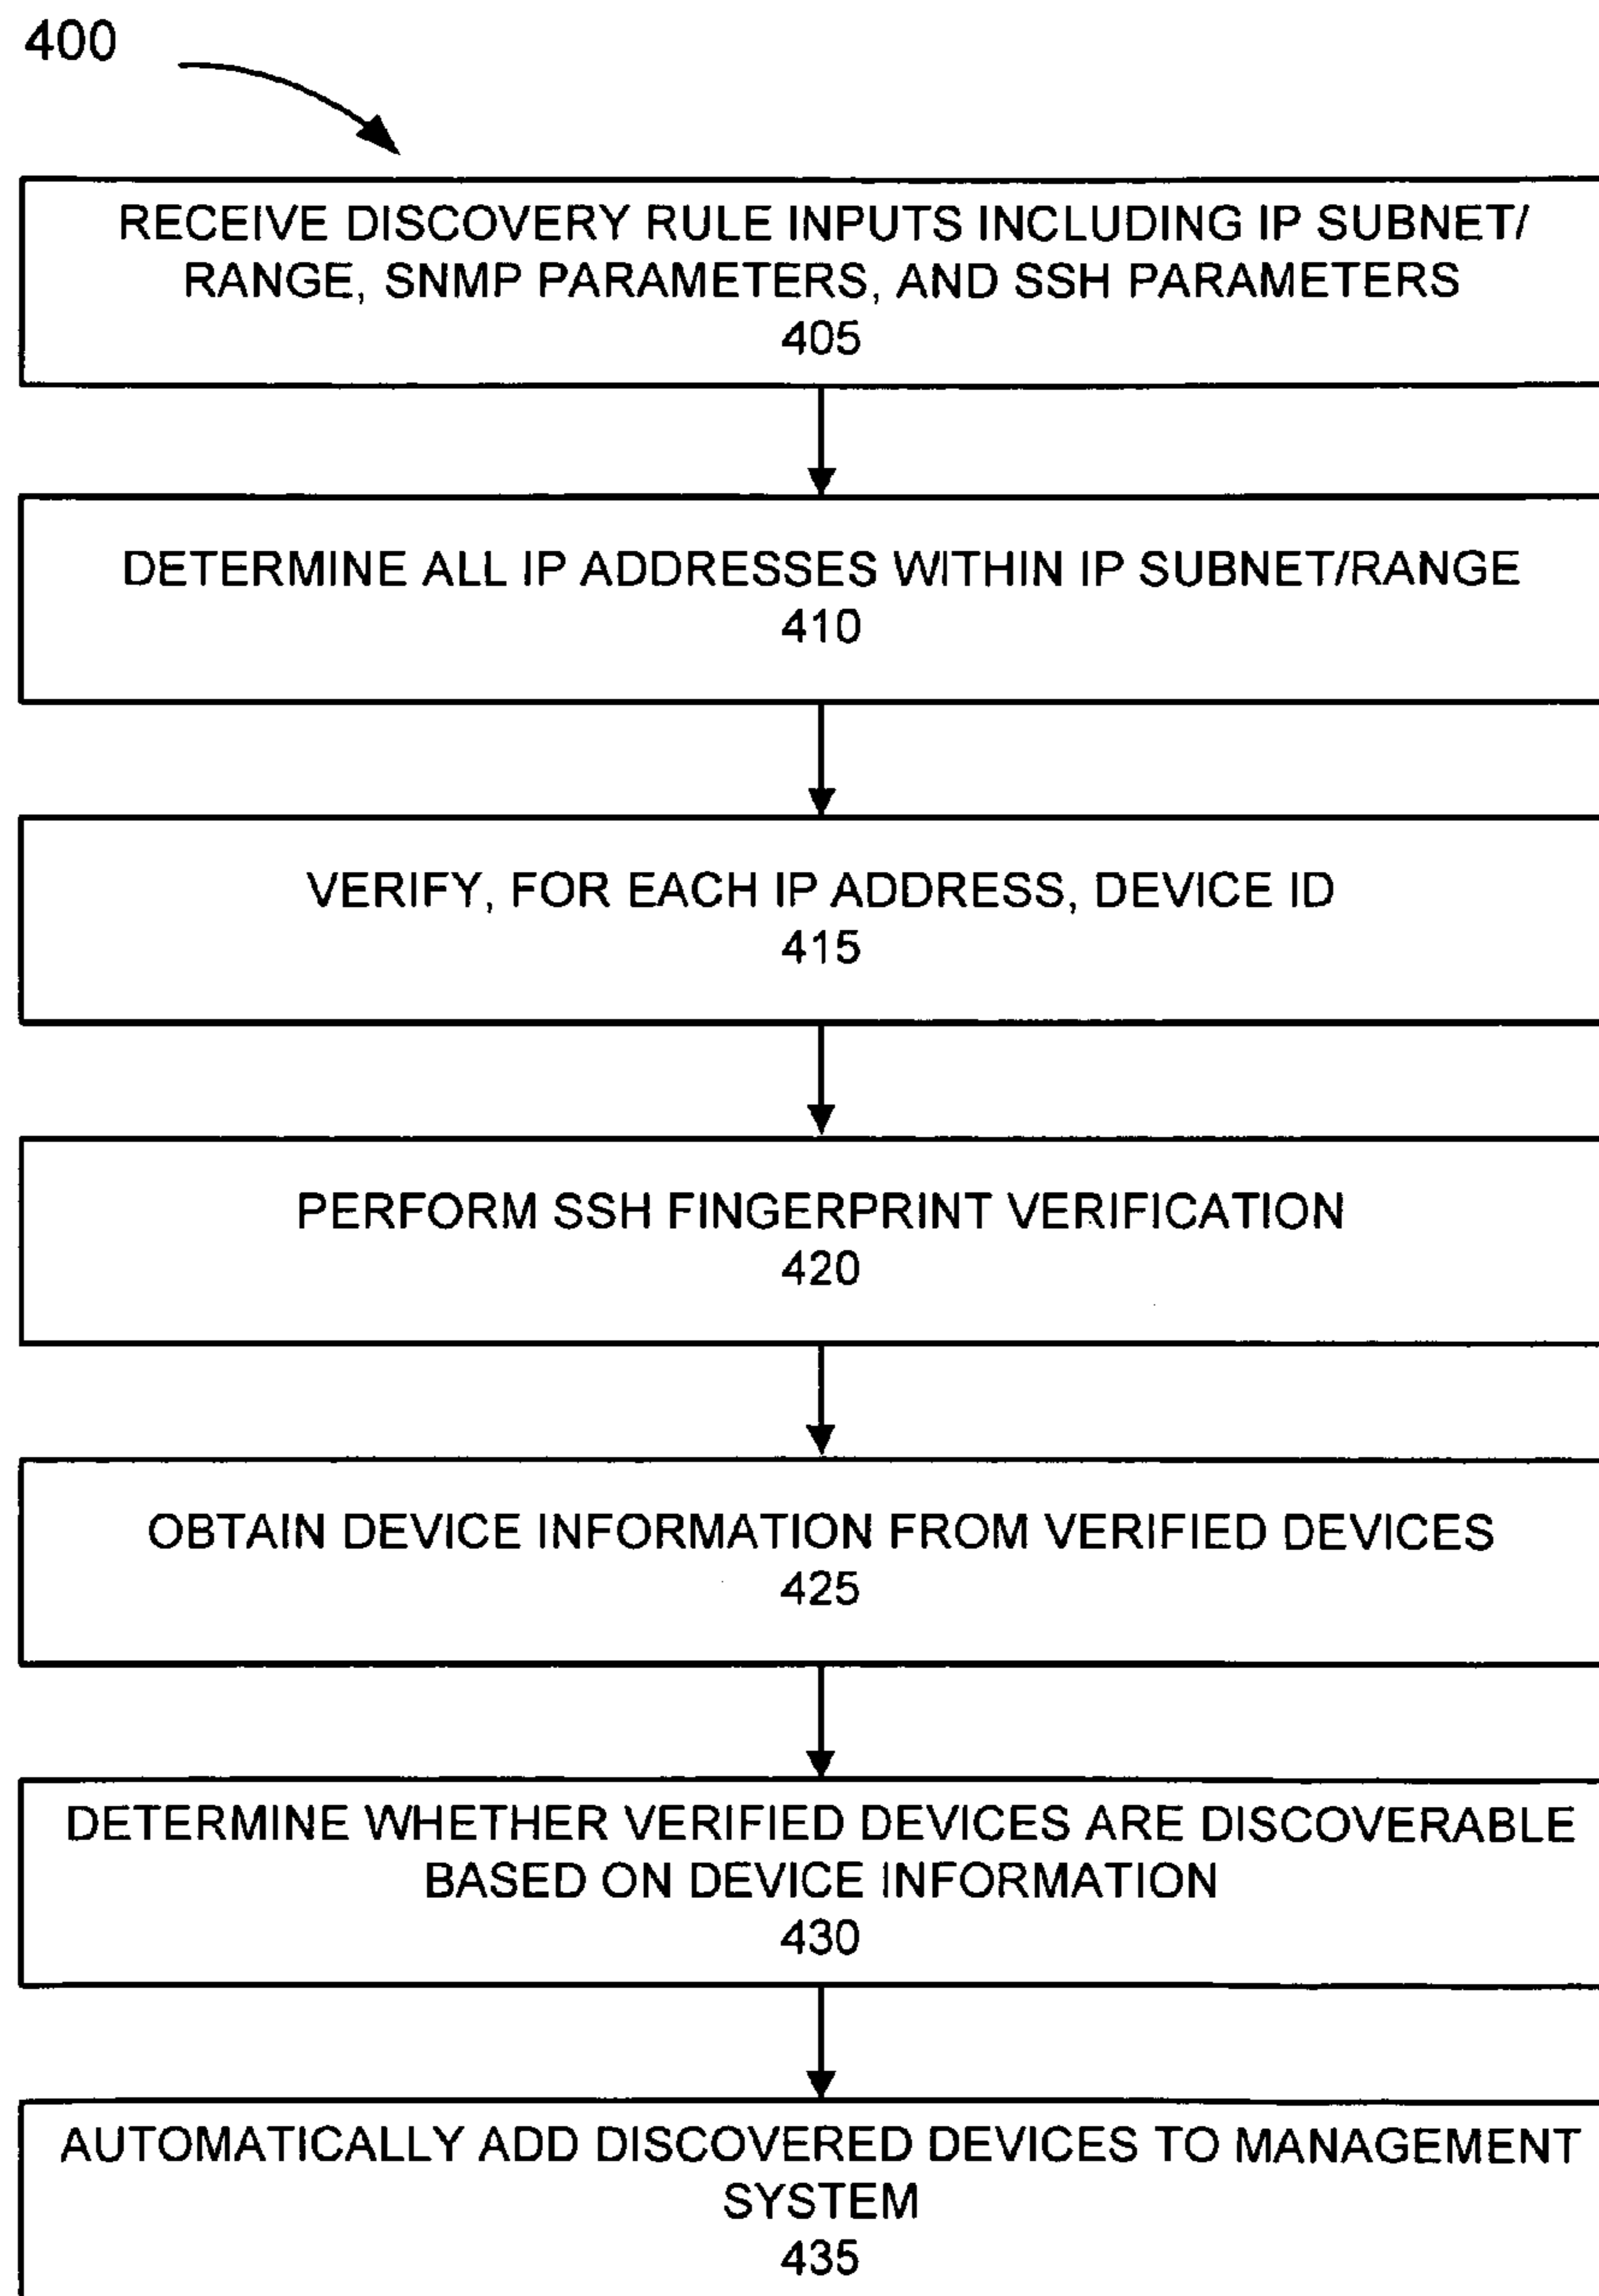 400
RECEIVE DISCOVERY RULE INPUTS INCLUDING IP SUBNET/
RANGE, SNMP PARAMETERS, AND SSH PARAMETERS
405
DETERMINE ALL IP ADDRESSES WITHIN IP SUBNET/RANGE
410
VERIFY, FOR EACH IP ADDRESS, DEVICE ID
415
PERFORM SSH FINGERPRINT VERIFICATION
420
OBTAIN DEVICE INFORMATION FROM VERIFIED DEVICES
425
DETERMINE WHETHER VERIFIED DEVICES ARE DISCOVERABLE
BASED ON DEVICE INFORMATION
430
AUTOMATICALLY ADD DISCOVERED DEVICES TO MANAGEMENT
SYSTEM
435